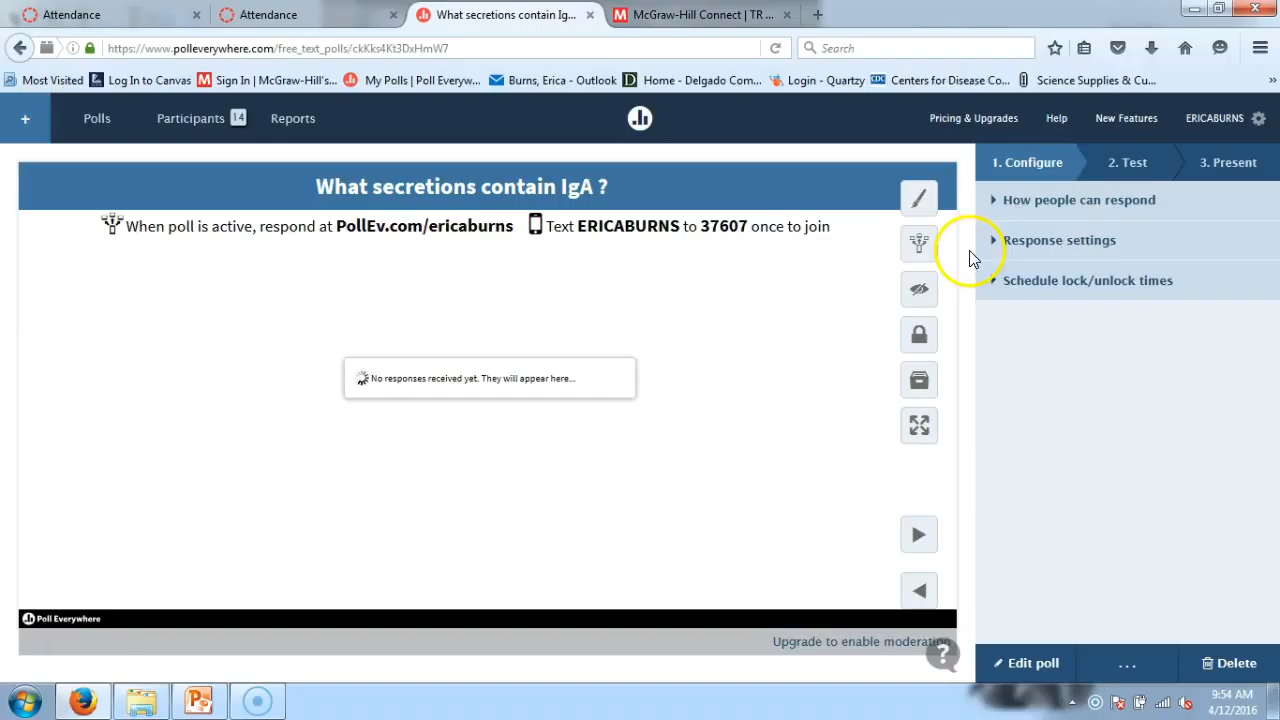 Attendance
Attendance
What secretions contain IgA...
McGraw-Hill Connect | TR ...
https://www.polleverywhere.com/free_text_polls/ckKks4Kt3DxHmW7
Search
Most Visited
Log In to Canvas
Sign In | McGraw-Hill's...
My Polls | Poll Everyw...
Burns, Erica - Outlook
Home - Delgado Com...
Login - Quartzy
Centers for Disease Co...
Science Supplies & Cu...
+ Polls Participants 14 Reports
Pricing & Upgrades Help New Features ERICABURNS
What secretions contain IgA ?
When poll is active, respond at PollEv.com/ericaburns Text ERICABURNS to 37607 once to join
No responses received yet. They will appear here...
Poll Everywhere
Upgrade to enable moderation
?
1. Configure 2. Test 3. Present
How people can respond
Response settings
Schedule lock/unlock times
Edit poll ... Delete
9:54 AM
4/12/2016